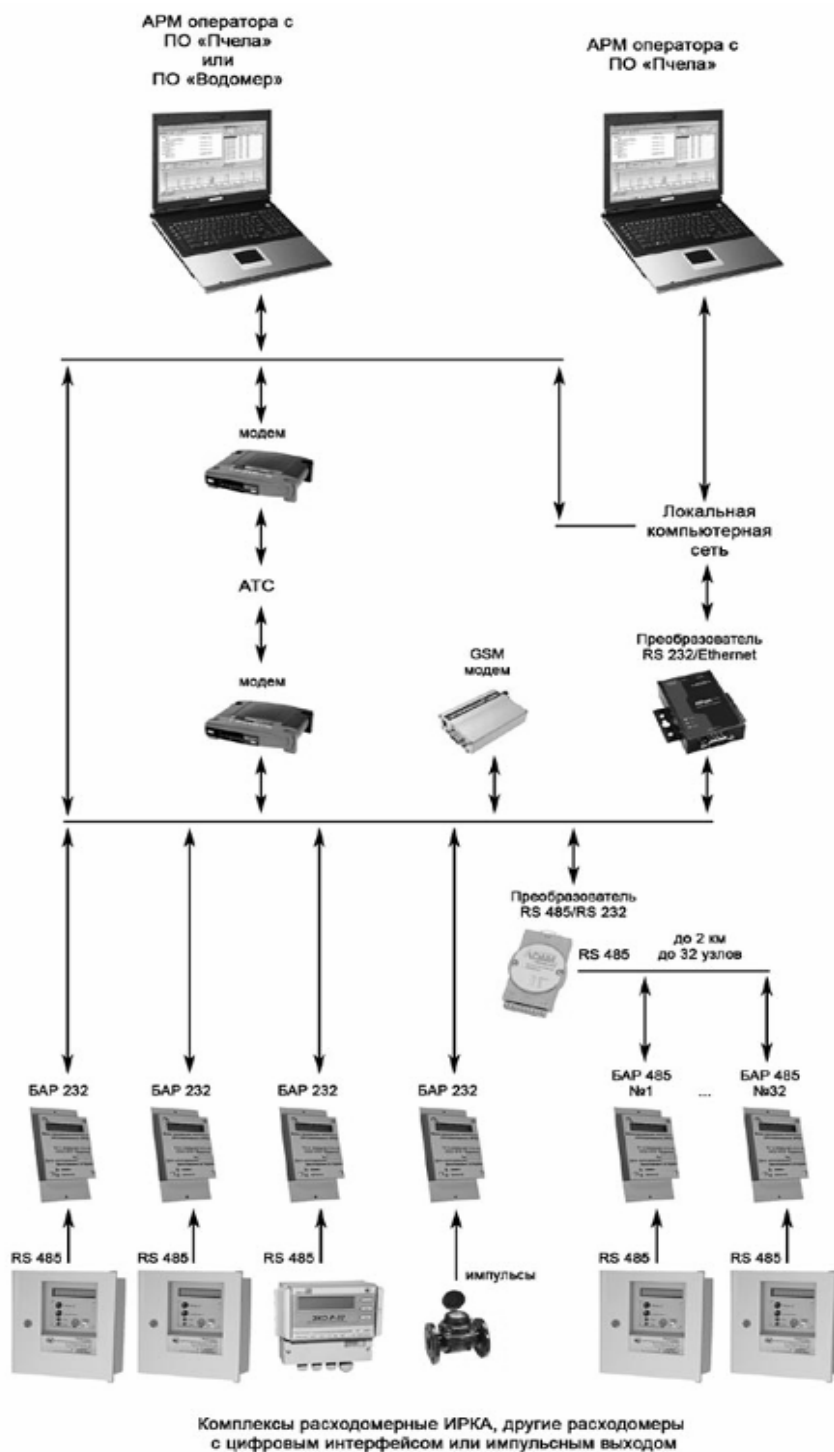 АРМ оператора с
ПО «Пчела»
или
ПО «Водомер»
АРМ оператора с
ПО «Пчела»
модем
АТС
модем
GSM
модем
Локальная
компьютерная
сеть
Преобразователь
RS 232/Ethernet
Преобразователь
RS 485/RS 232
RS 485
до 2 км
до 32 узлов
БАР 232
БАР 232
БАР 232
БАР 232
БАР 485
№1
...
БАР 485
№32
RS 485
RS 485
RS 485
импульсы
RS 485
RS 485
Комплексы расходомерные ИРКА, другие расходомеры
с цифровым интерфейсом или импульсным выходом